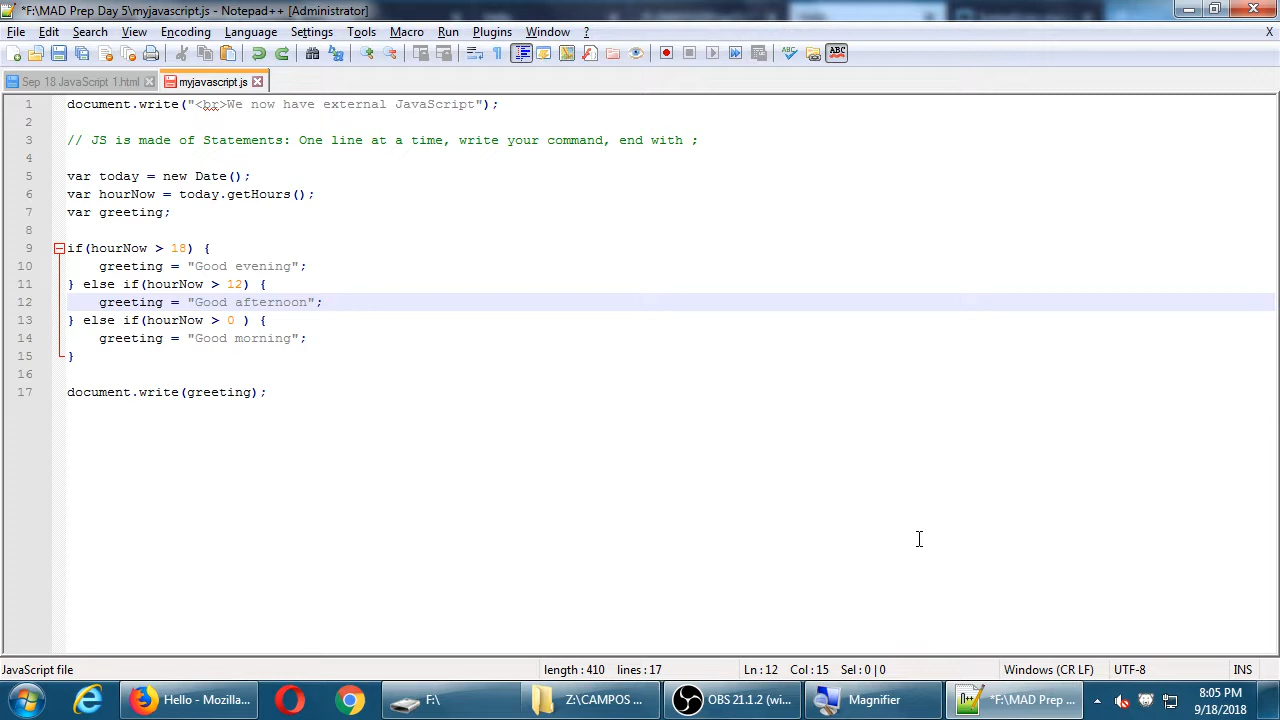 *F:\MAD Prep Day 5\myjavascript.js - Notepad++ [Administrator]
File Edit Search View Encoding Language Settings Tools Macro Run Plugins Window ? X
ABC ABC
Sep 18 JavaScript 1.html myjavascript.js
1 document.write("<br>We now have external JavaScript");
2
3 // JS is made of Statements: One line at a time, write your command, end with ;
4
5 var today = new Date();
6 var hourNow = today.getHours();
7 var greeting;
8
9 if(hourNow > 18) {
10 greeting = "Good evening";
11 } else if(hourNow > 12) {
12 greeting = "Good afternoon";
13 } else if(hourNow > 0 ) {
14 greeting = "Good morning";
15 }
16
17 document.write(greeting);
JavaScript file length : 410 lines : 17 Ln : 12 Col : 15 Sel : 0 | 0 Windows (CR LF) UTF-8 INS
Hello - Mozilla... F:\ Z:\CAMPOS ... OBS 21.1.2 (wi... Magnifier *F:\MAD Prep ... 8:05 PM
9/18/2018